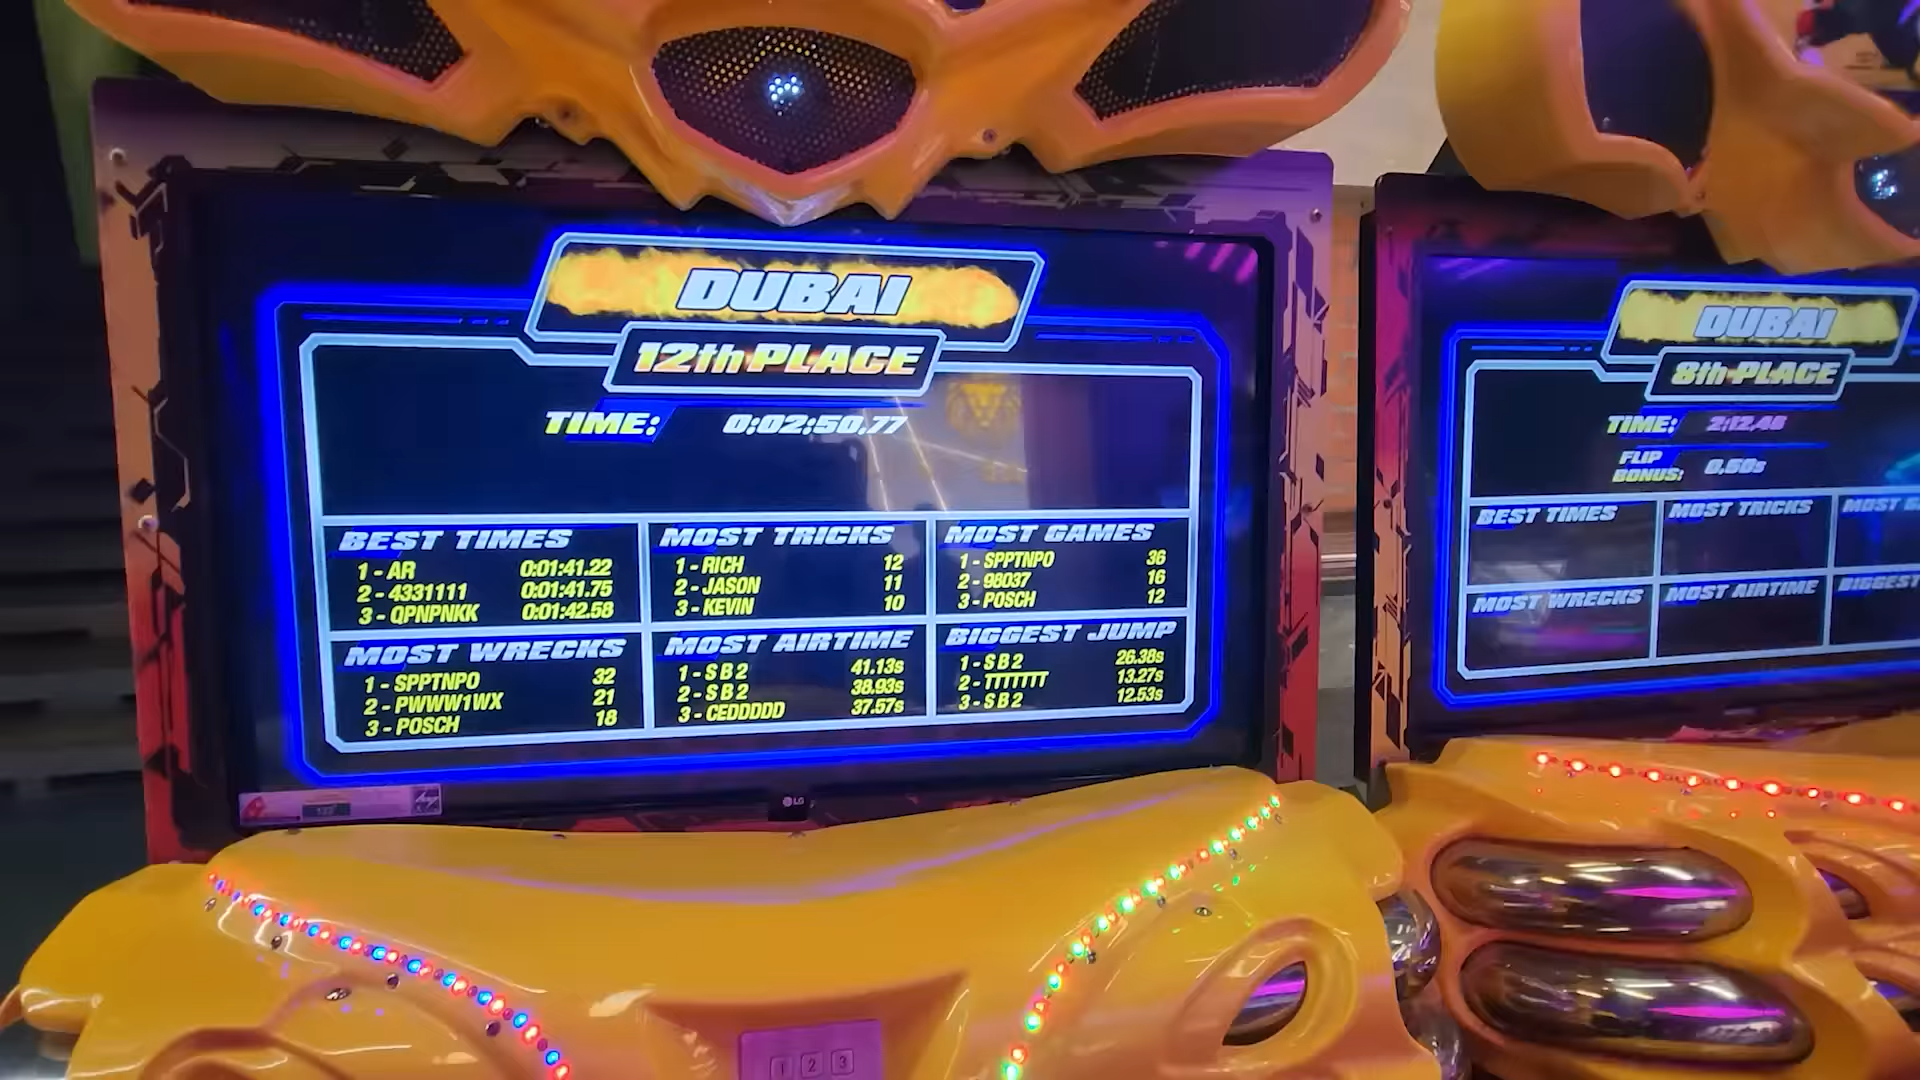 DUBAI
12th PLACE
TIME: 0:02:50.77
BEST TIMES
1 - AR 0:01:41.22
2 - 4331111 0:01:41.75
3 - QPNPNKK 0:01:42.58
MOST TRICKS
1 - RICH 12
2 - JASON 11
3 - KEVIN 10
MOST GAMES
1 - SPPTNPO 36
2 - 98037 16
3 - POSCH 12
MOST WRECKS
1 - SPPTNPO 32
2 - PWWW1WX 21
3 - POSCH 18
MOST AIRTIME
1 - S B 2 41.13s
2 - S B 2 38.93s
3 - CEDDDDD 37.57s
BIGGEST JUMP
1 - S B 2 26.38s
2 - TTTTTTT 13.27s
3 - S B 2 12.53s
LG
1 2 3
DUBAI
8th PLACE
TIME: 2:12.48
FLIP
BONUS: 0.50s
BEST TIMES
MOST TRICKS
MOST
MOST WRECKS
MOST AIRTIME
BIGGEST